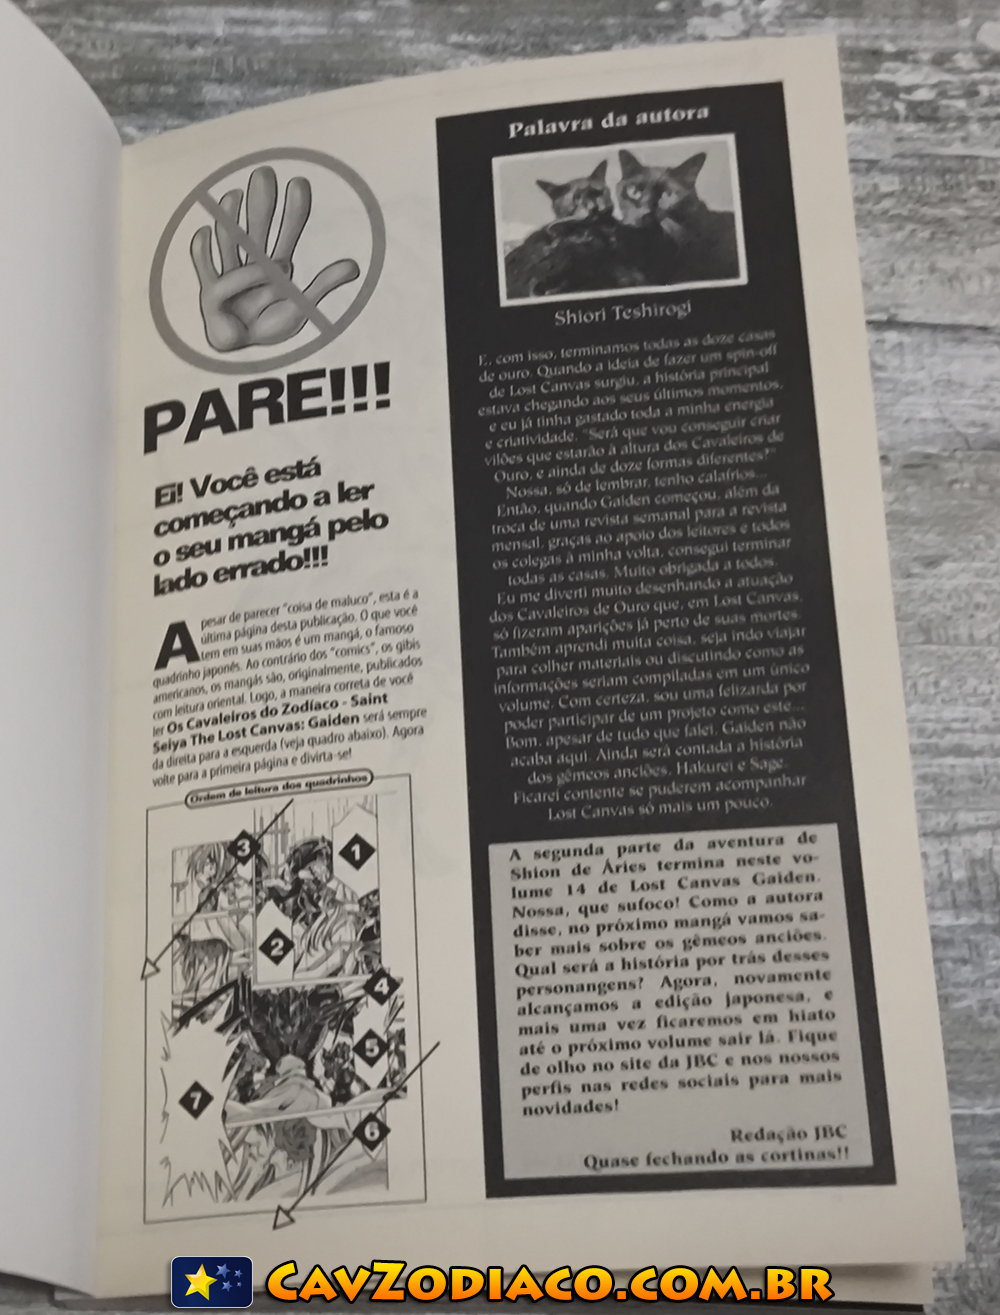 PARE!!!
Ei! Você está
começando a ler
o seu mangá pelo
lado errado!!!
Apesar de parecer "coisa de maluco", esta é a
última página desta publicação. O que você
tem em suas mãos é um mangá, o famoso
quadrinho japonês. Ao contrário dos "comics", os gibis
americanos, os mangás são, originalmente, publicados
com leitura oriental. Logo, a maneira correta de você
ler Os Cavaleiros do Zodíaco - Saint
Seiya The Lost Canvas: Gaiden será sempre
da direita para a esquerda (veja quadro abaixo). Agora
volte para a primeira página e divirta-se!
Ordem de leitura dos quadrinhos
3
1
2
4
5
7
6
Palavra da autora
Shiori Teshirogi
E, com isso, terminamos todas as doze casas
de ouro. Quando a ideia de fazer um spin-off
de Lost Canvas surgiu, a história principal
estava chegando aos seus últimos momentos,
e eu já tinha gastado toda a minha energia
e criatividade. "Será que vou conseguir criar
vilões que estarão à altura dos Cavaleiros de
Ouro, e ainda de doze formas diferentes?"
Nossa, só de lembrar, tenho calafrios...
Então, quando Gaiden começou, além da
troca de uma revista semanal para a revista
mensal, graças ao apoio dos leitores e todos
os colegas à minha volta, consegui terminar
todas as casas. Muito obrigada a todos.
Eu me diverti muito desenhando a atuação
dos Cavaleiros de Ouro que, em Lost Canvas,
só fizeram aparições já perto de suas mortes.
Também aprendi muita coisa, seja indo viajar
para colher materiais ou discutindo como as
informações seriam compiladas em um único
volume. Com certeza, sou uma felizarda por
poder participar de um projeto como este...
Bom, apesar de tudo que falei, Gaiden não
acaba aqui. Ainda será contada a história
dos gêmeos anciões, Hakurei e Sage.
Ficarei contente se puderem acompanhar
Lost Canvas só mais um pouco.
A segunda parte da aventura de
Shion de Áries termina neste vo-
lume 14 de Lost Canvas Gaiden.
Nossa, que sufoco! Como a autora
disse, no próximo mangá vamos sa-
ber mais sobre os gêmeos anciões.
Qual será a história por trás desses
personangens? Agora, novamente
alcançamos a edição japonesa, e
mais uma vez ficaremos em hiato
até o próximo volume sair lá. Fique
de olho no site da JBC e nos nossos
perfis nas redes sociais para mais
novidades!
Redação JBC
Quase fechando as cortinas!!
CavZodiaco.com.br